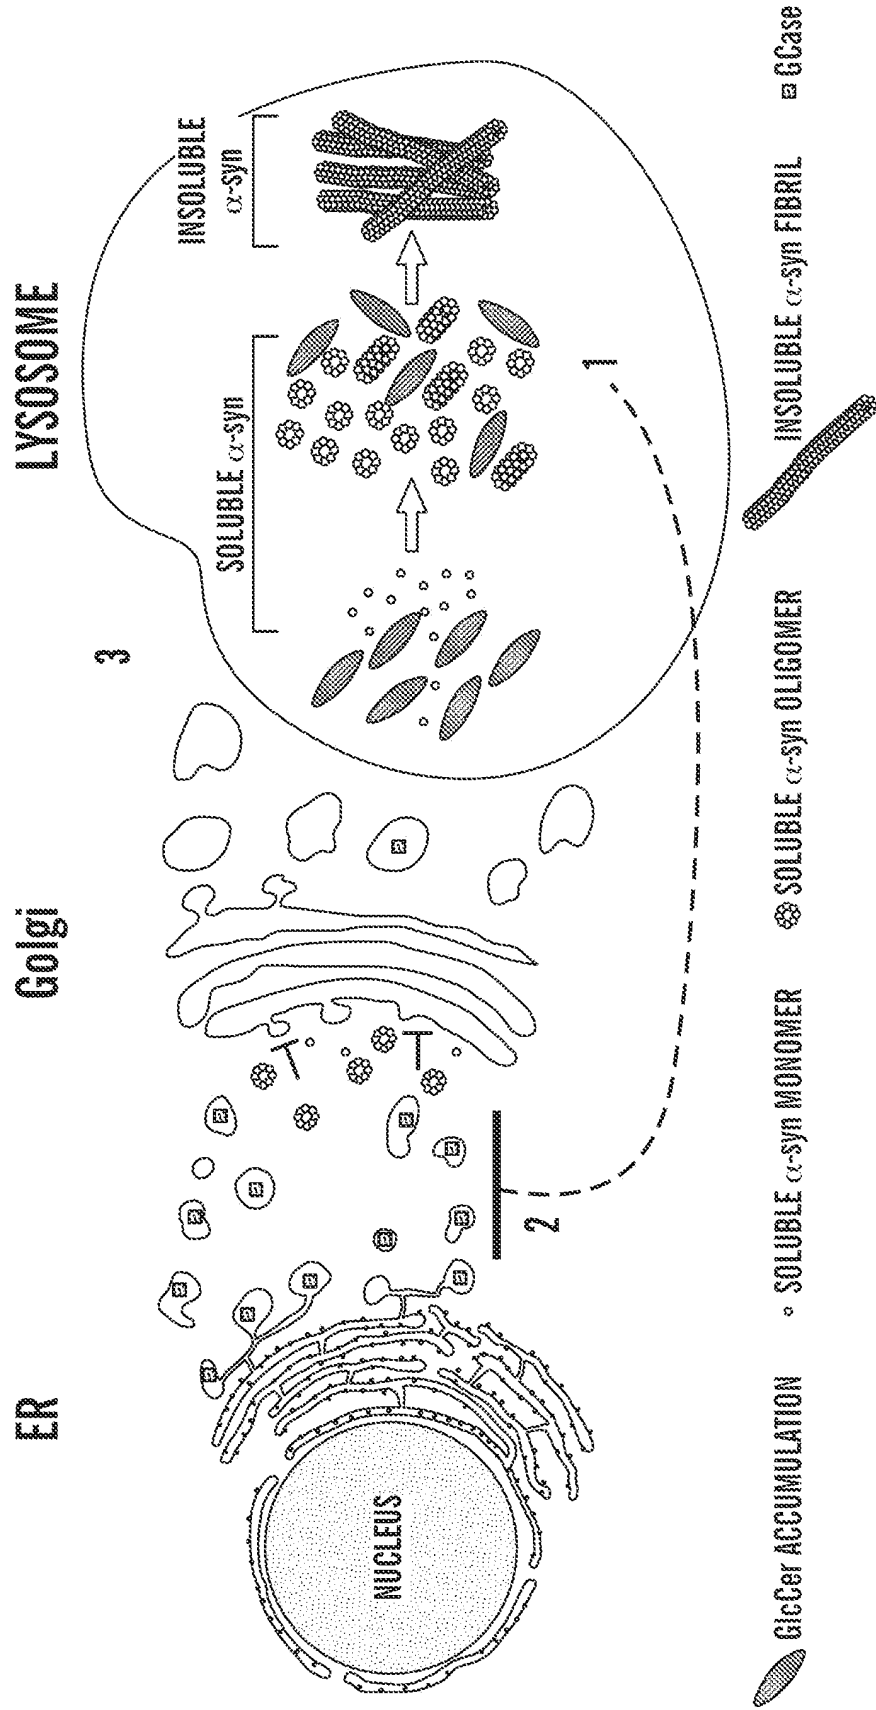 ER
Golgi
LYSOSOME
3
INSOLUBLE
α-syn
SOLUBLE α-syn
NUCLEUS
1
2
GlcCer ACCUMULATION
SOLUBLE α-syn MONOMER
SOLUBLE α-syn OLIGOMER
INSOLUBLE α-syn FIBRIL
GCase